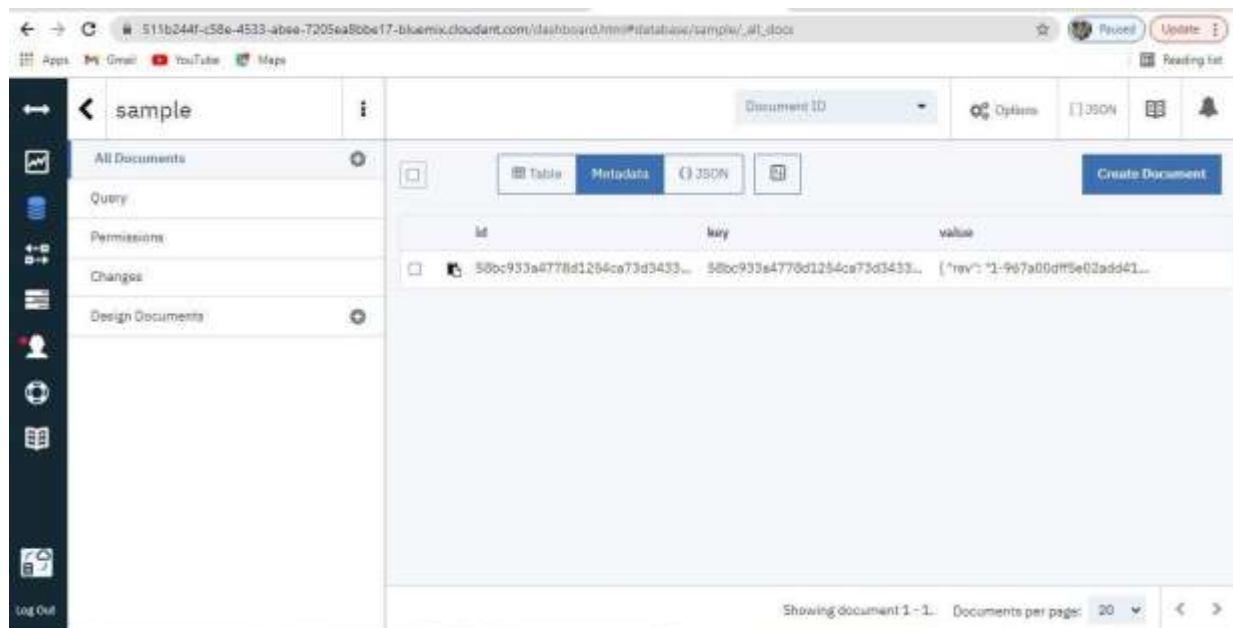 511b244f-c58e-4533-abee-7205ea8bbe17-bluemix.cloudant.com/dashboard.html#database/sample/_all_docs
Paused
Update
Apps
Gmail
YouTube
Maps
Reading list
sample
Document ID
Options
{} JSON
All Documents
Table
Metadata
{} JSON
Create Document
Query
Permissions
id
key
value
Changes
58bc933a4778d1254ca73d3433...
58bc933a4778d1254ca73d3433...
{ "rev": "1-967a00dff5e02add41...
Design Documents
Log Out
Showing document 1 - 1.
Documents per page:
20